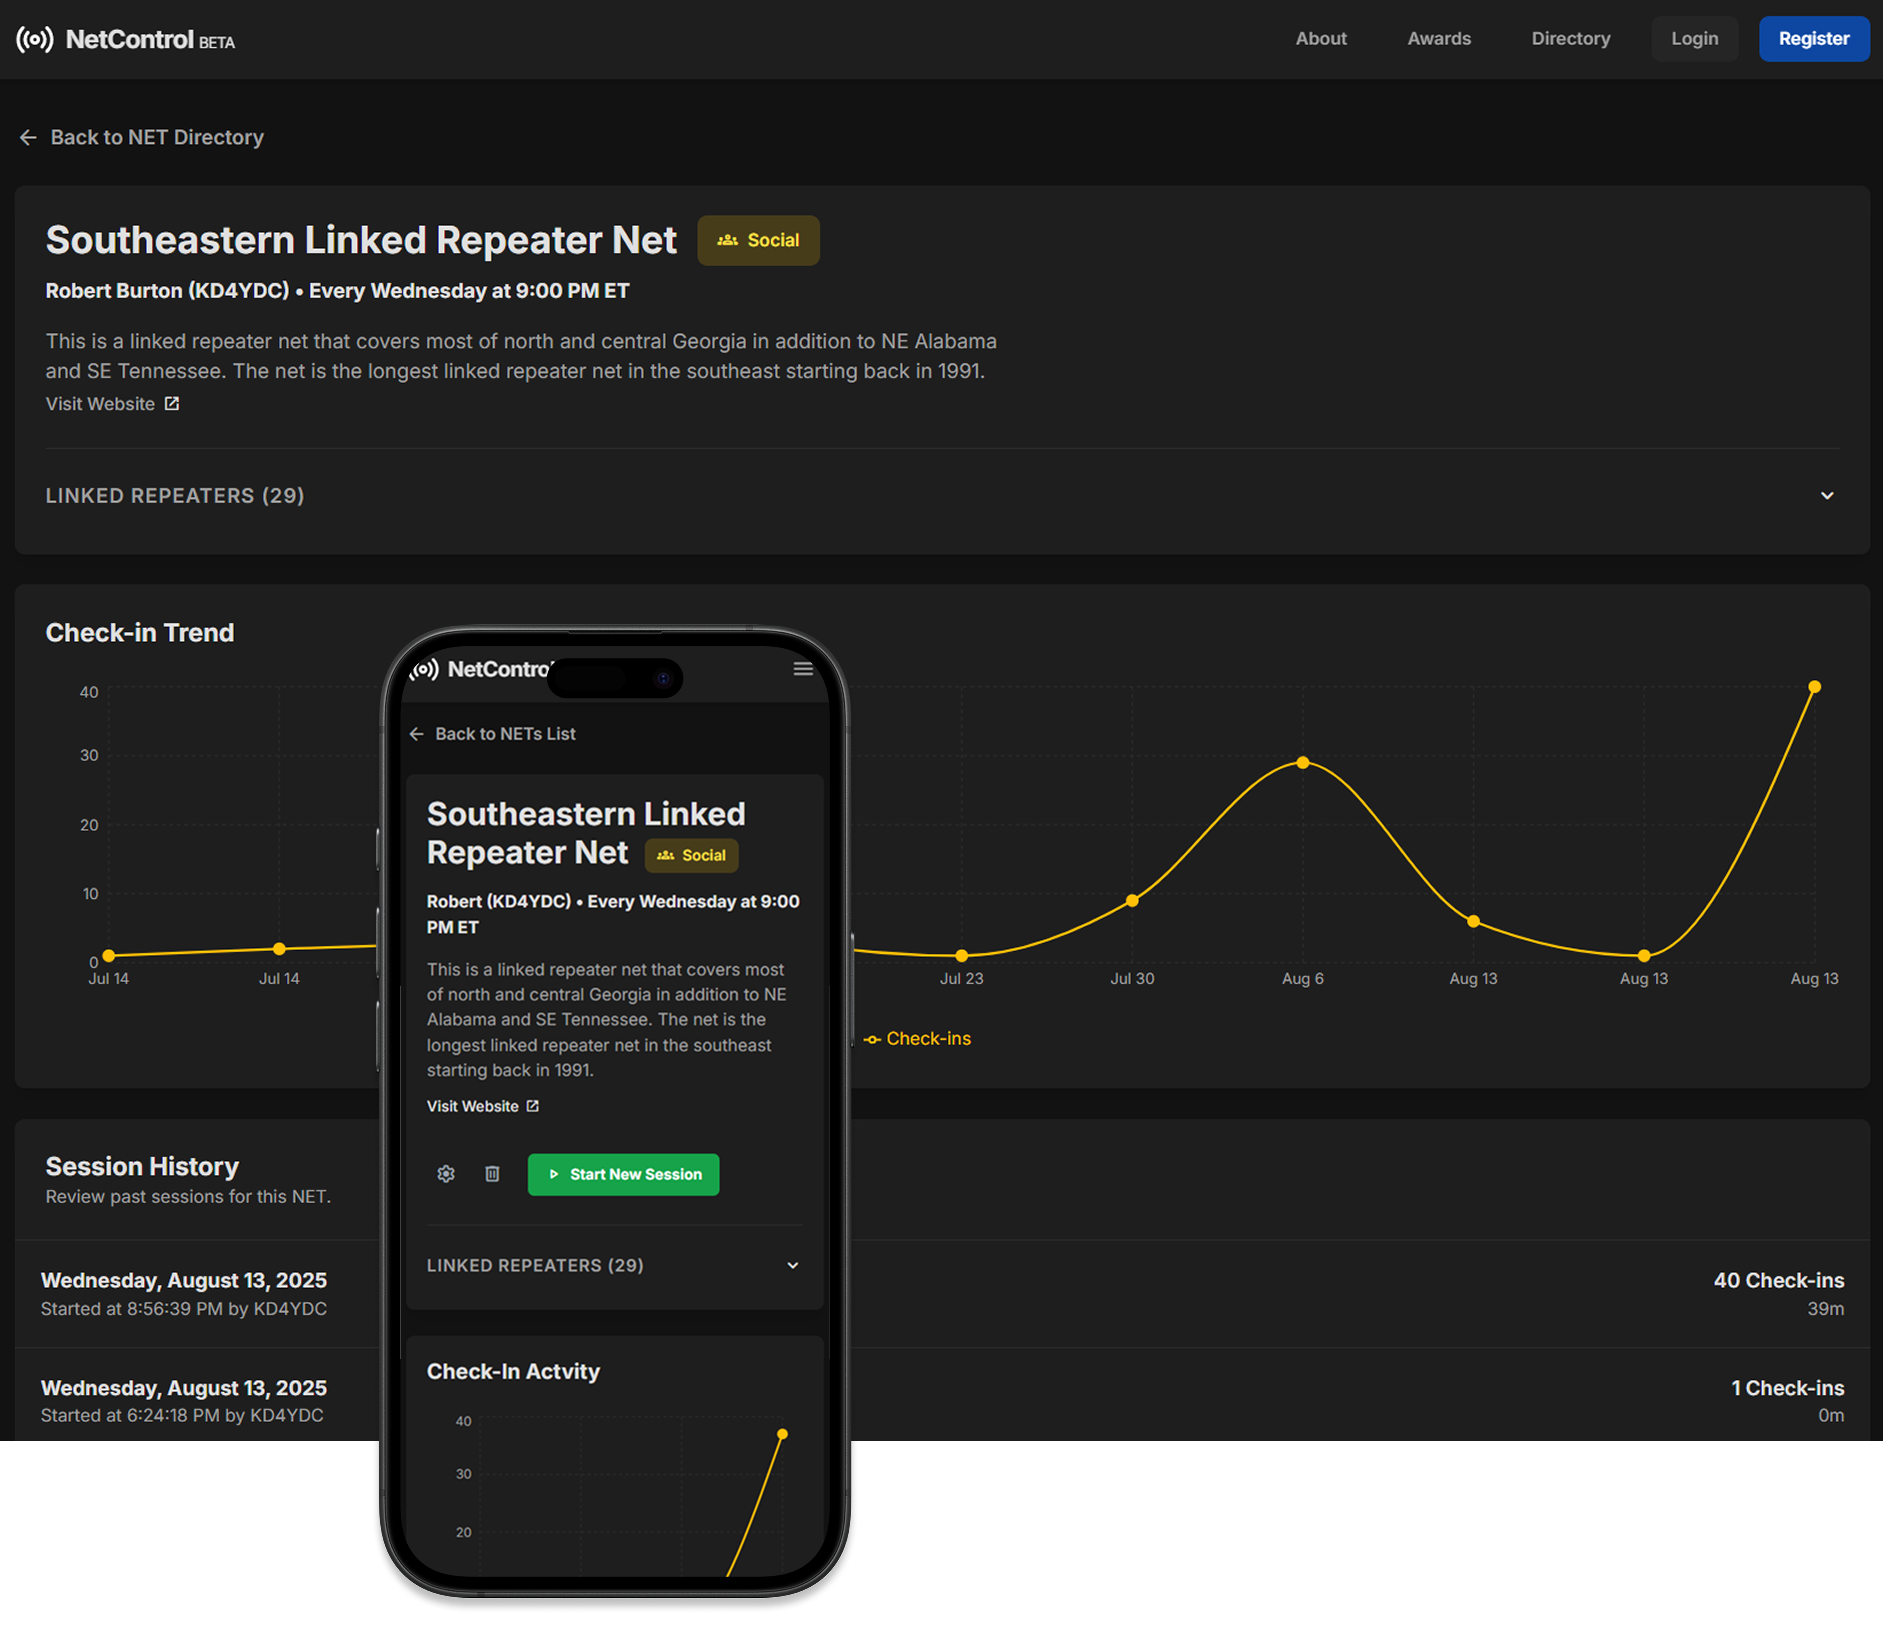 NetControl BETA
About
Awards
Directory
Login
Register
Back to NET Directory
Southeastern Linked Repeater Net
Social
Robert Burton (KD4YDC) • Every Wednesday at 9:00 PM ET
This is a linked repeater net that covers most of north and central Georgia in addition to NE Alabama
and SE Tennessee. The net is the longest linked repeater net in the southeast starting back in 1991.
Visit Website
LINKED REPEATERS (29)
Check-in Trend
40
30
20
10
0
Jul 14
Jul 14
Jul 23
Jul 30
Aug 6
Aug 13
Aug 13
Aug 13
Check-ins
Session History
Review past sessions for this NET.
Wednesday, August 13, 2025
Started at 8:56:39 PM by KD4YDC
40 Check-ins
39m
Wednesday, August 13, 2025
Started at 6:24:18 PM by KD4YDC
1 Check-ins
0m
NetControl
Back to NETs List
Southeastern Linked
Repeater Net
Social
Robert (KD4YDC) • Every Wednesday at 9:00
PM ET
This is a linked repeater net that covers most
of north and central Georgia in addition to NE
Alabama and SE Tennessee. The net is the
longest linked repeater net in the southeast
starting back in 1991.
Visit Website
Start New Session
LINKED REPEATERS (29)
Check-In Actvity
40
30
20